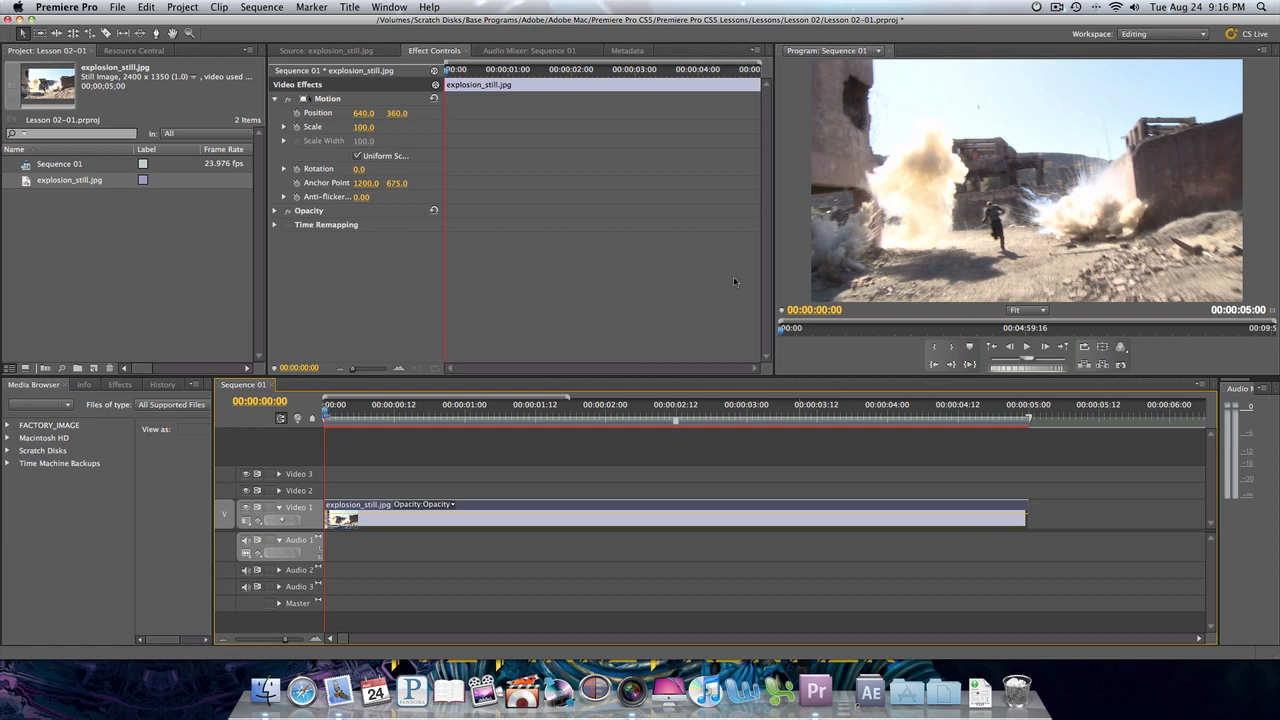 Premiere Pro File Edit Project Clip Sequence Marker Title Window Help
Tue Aug 24 9:16 PM
/Volumes/Scratch Disks/Base Programs/Adobe/Adobe Mac/Premiere Pro CS5/Premiere Pro CS5 Lessons/Lessons/Lesson 02/Lesson 02-01.prproj *
Workspace: Editing CS Live
Project: Lesson 02-01 Resource Central
explosion_still.jpg
Still Image, 2400 x 1350 (1.0) , video used ...
00;00;05;00
Lesson 02-01.prproj 2 Items
In: All
Name Label Frame Rate
Sequence 01 23.976 fps
explosion_still.jpg
Source: explosion_still.jpg Effect Controls Audio Mixer: Sequence 01 Metadata
Sequence 01 * explosion_still.jpg
00:00 00:00:01:00 00:00:02:00 00:00:03:00 00:00:04:00 00:00
Video Effects explosion_still.jpg
Motion
Position 640.0 360.0
Scale 100.0
Scale Width 100.0
Uniform Sc...
Rotation 0.0
Anchor Point 1200.0 675.0
Anti-flicker... 0.00
Opacity
Time Remapping
00:00:00:00
Program: Sequence 01
00:00:00:00 Fit 00:00:05:00
00:00 00:04:59:16 00:09:5
Media Browser Info Effects History
Files of type: All Supported Files
View as:
FACTORY_IMAGE
Macintosh HD
Scratch Disks
Time Machine Backups
Sequence 01
00:00:00:00
:00:00 00:00:00:12 00:00:01:00 00:00:01:12 00:00:02:00 00:00:02:12 00:00:03:00 00:00:03:12 00:00:04:00 00:00:04:12 00:00:05:00 00:00:05:12 00:00:06:00
Video 3
Video 2
V Video 1
explosion_still.jpg Opacity:Opacity
Audio 1
Audio 2
Audio 3
Master
Audio M
0
-6
-12
-18
-30
24
P
PANDORA
Pr
AE
PDF